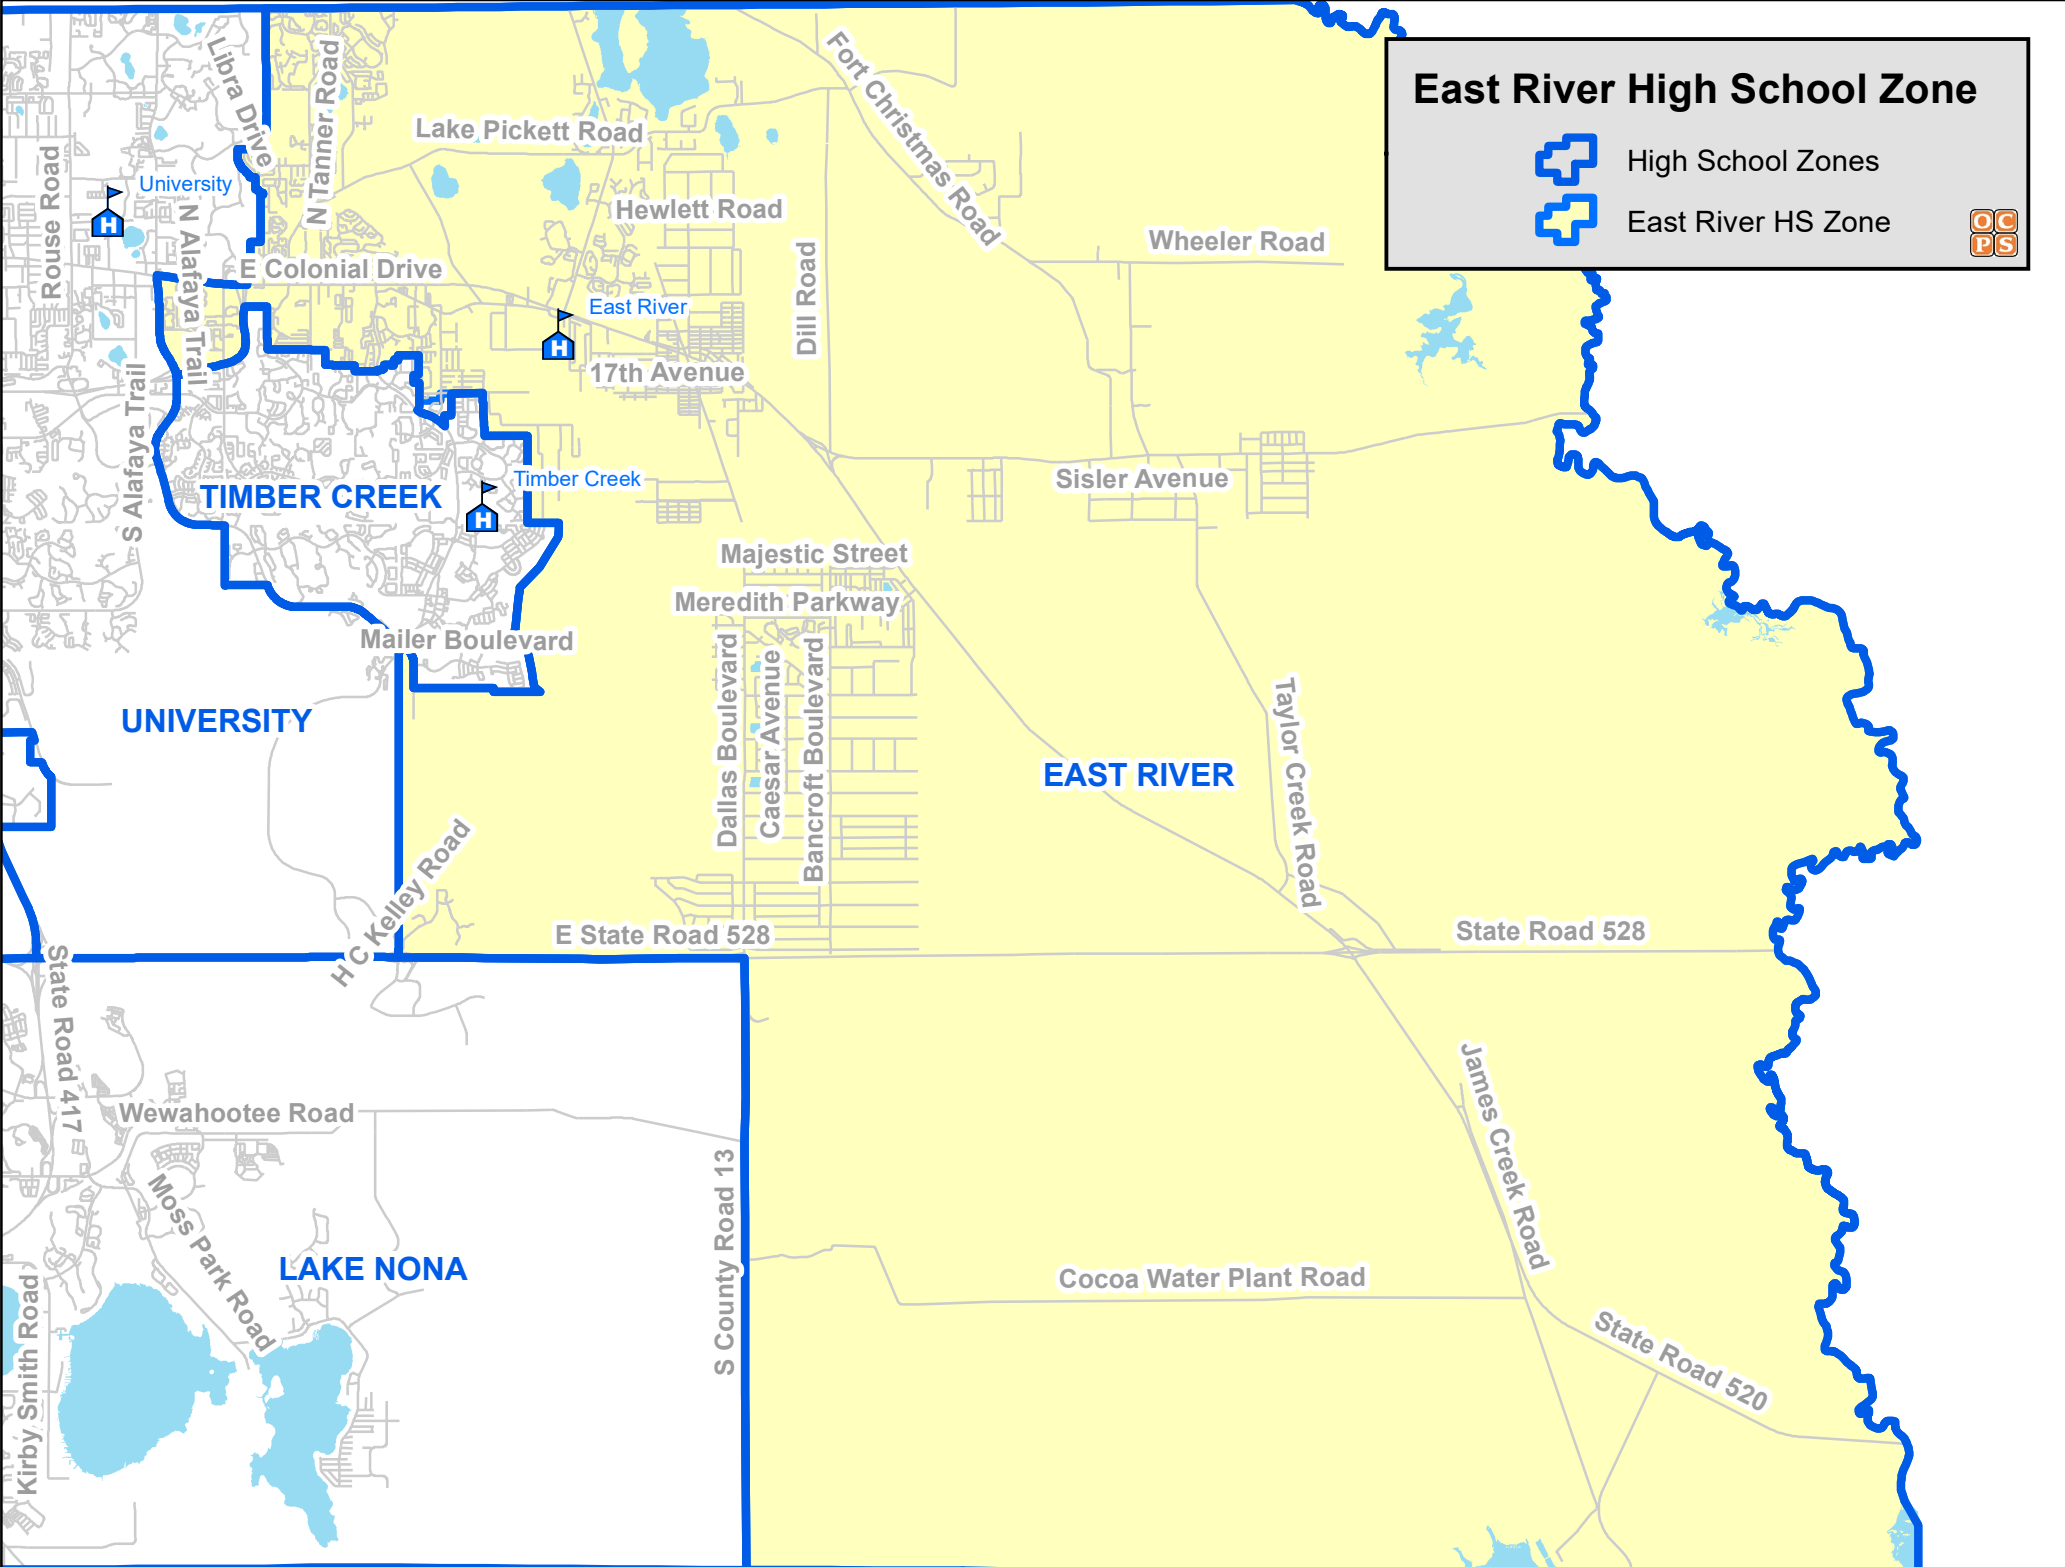 East River High School Zone
High School Zones
East River HS Zone
OC
PS
Libra Drive
N Tanner Road
Fort Christmas Road
Lake Pickett Road
Rouse Road
University
H
N Alafaya Trail
Hewlett Road
Wheeler Road
E Colonial Drive
Dill Road
East River
H
17th Avenue
S Alafaya Trail
TIMBER CREEK
Timber Creek
H
Sisler Avenue
Majestic Street
Meredith Parkway
Mailer Boulevard
Dallas Boulevard
Caesar Avenue
Bancroft Boulevard
Taylor Creek Road
UNIVERSITY
EAST RIVER
H C Kelley Road
E State Road 528
State Road 528
State Road 417
James Creek Road
Wewahootee Road
S County Road 13
Moss Park Road
LAKE NONA
Kirby Smith Road
Cocoa Water Plant Road
State Road 520